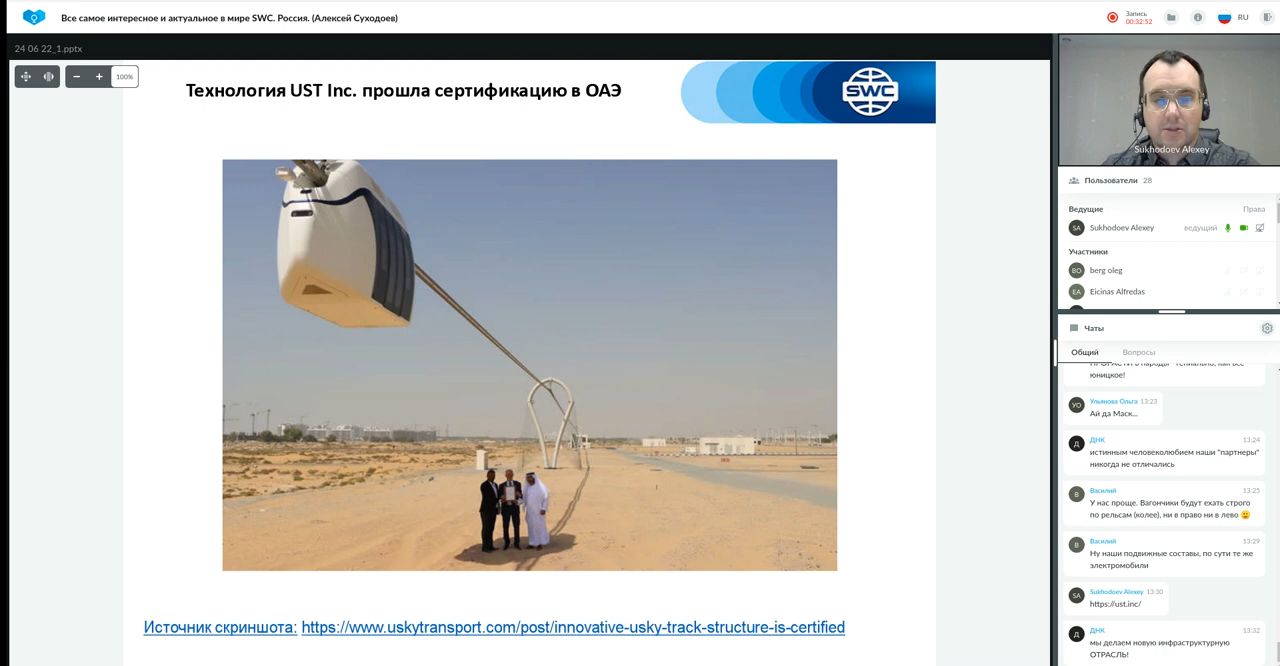 Все самое интересное и актуальное в мире SWC. Россия. (Алексей Суходоев)
Запись
00:32:52
RU
24 06 22_1.pptx
100%
Технология UST Inc. прошла сертификацию в ОАЭ
SWC
Источник скриншота: https://www.uskytransport.com/post/innovative-usky-track-structure-is-certified
Sukhodoev Alexey
Пользователи 28
Ведущие Права
SA Sukhodoev Alexey ведущий
Участники
BO berg oleg
EA Eicinas Alfredas
Чаты
Общий Вопросы
юницкое!
УО Ульянова Ольга 13:23
Ай да Маск...
Д ДНК 13:24
истинным человеколюбием наши "партнеры"
никогда не отличались
В Василий 13:25
У нас проще. Вагончики будут ехать строго
по рельсам (колее), ни в право ни в лево 🙂
В Василий 13:29
Ну наши подвижные составы, по сути те же
электромобили
SA Sukhodoev Alexey 13:30
https://ust.inc/
Д ДНК 13:32
мы делаем новую инфраструктурную
ОТРАСЛЬ!